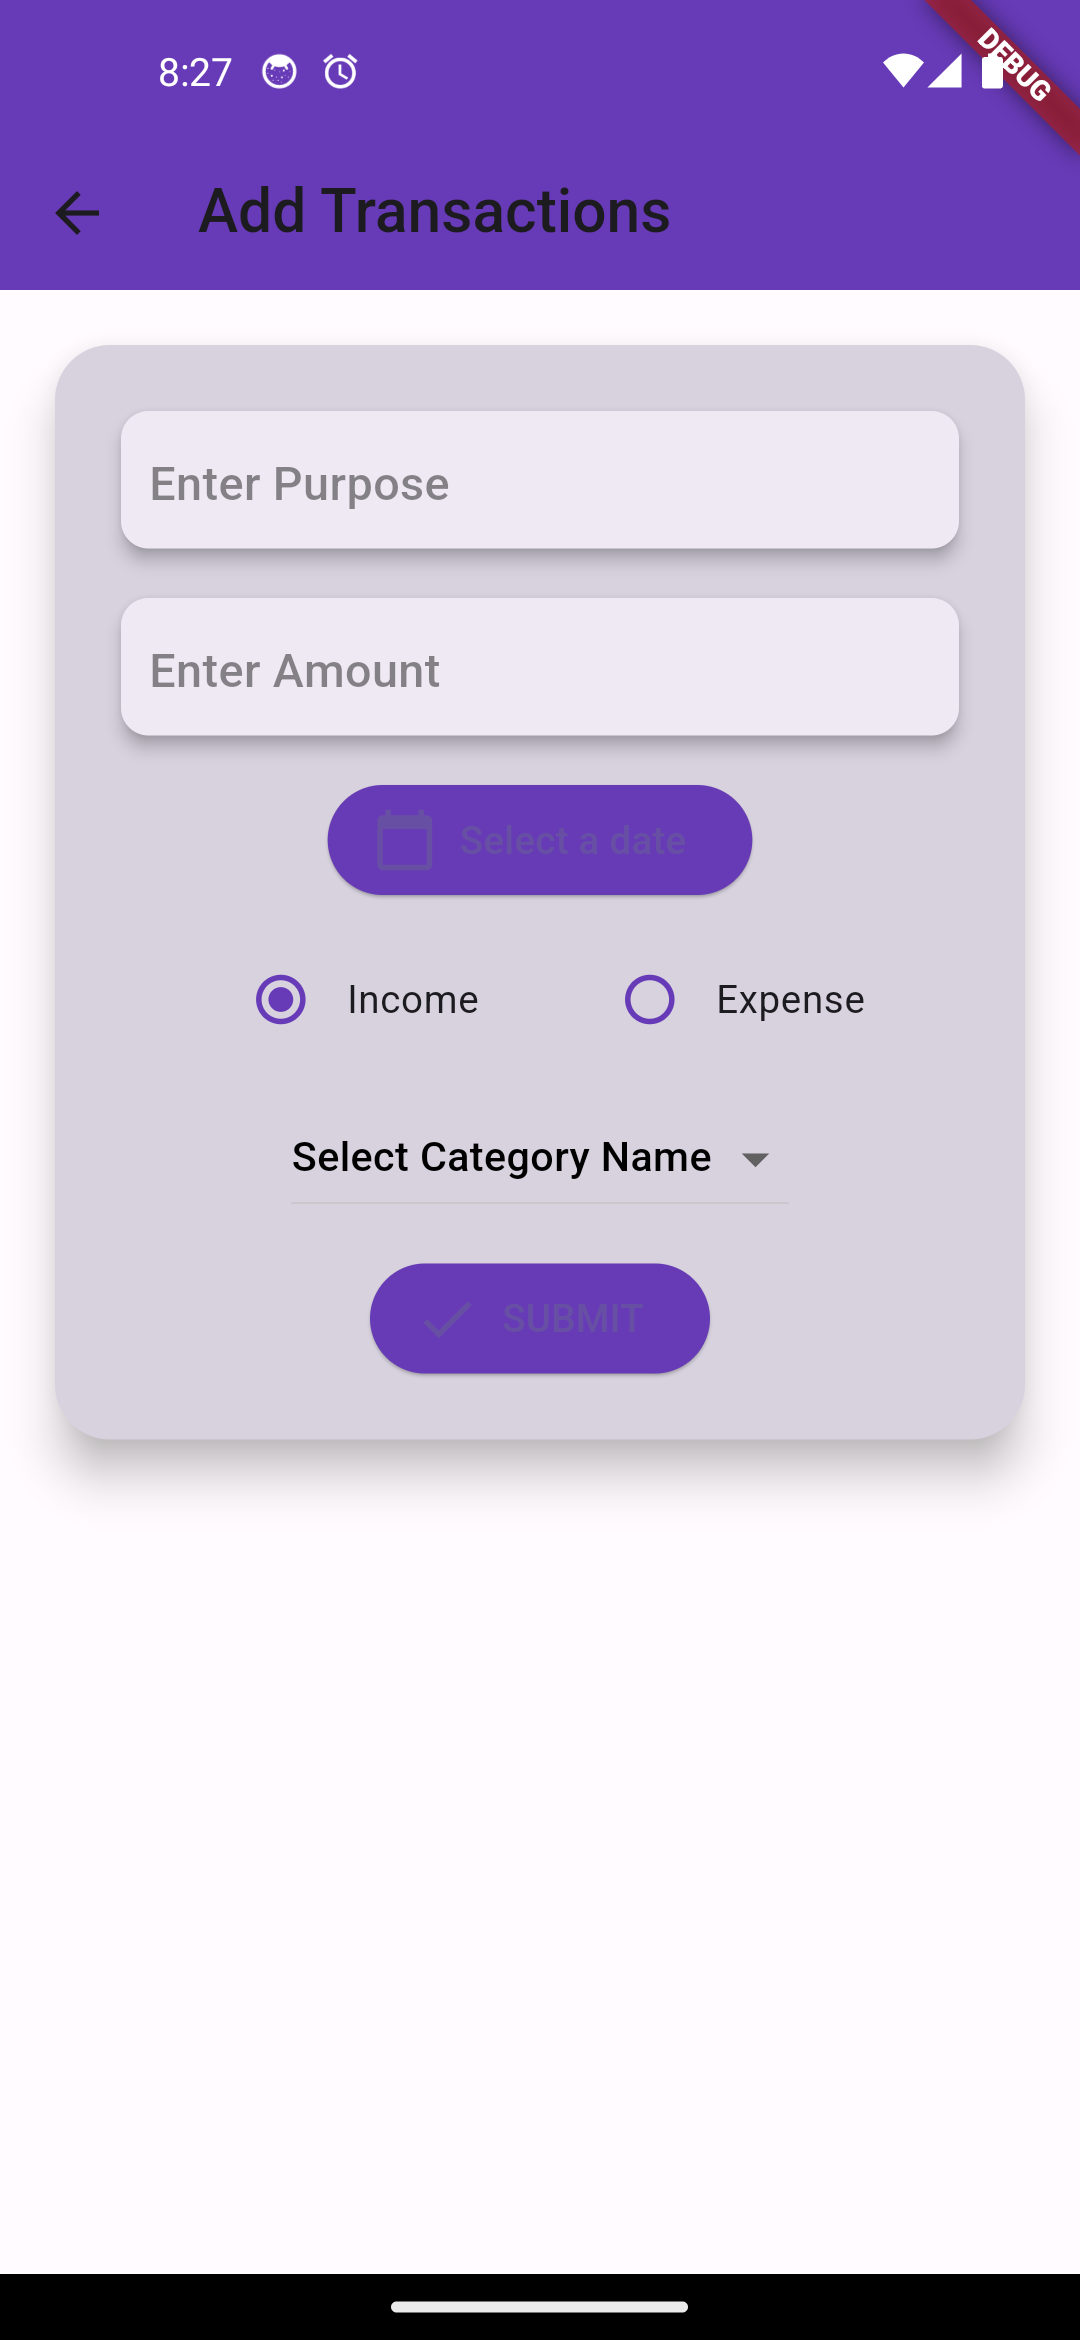 8:27
DEBUG
Add Transactions
Enter Purpose
Enter Amount
Select a date
Income Expense
Select Category Name
SUBMIT